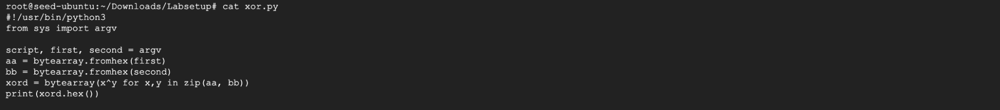 root@seed-ubuntu:~/Downloads/Labsetup# cat xor.py
#!/usr/bin/python3
from sys import argv
script, first, second = argv
aa = bytearray.fromhex(first)
bb = bytearray.fromhex(second)
xord = bytearray(x^y for x,y in zip(aa, bb))
print(xord.hex())